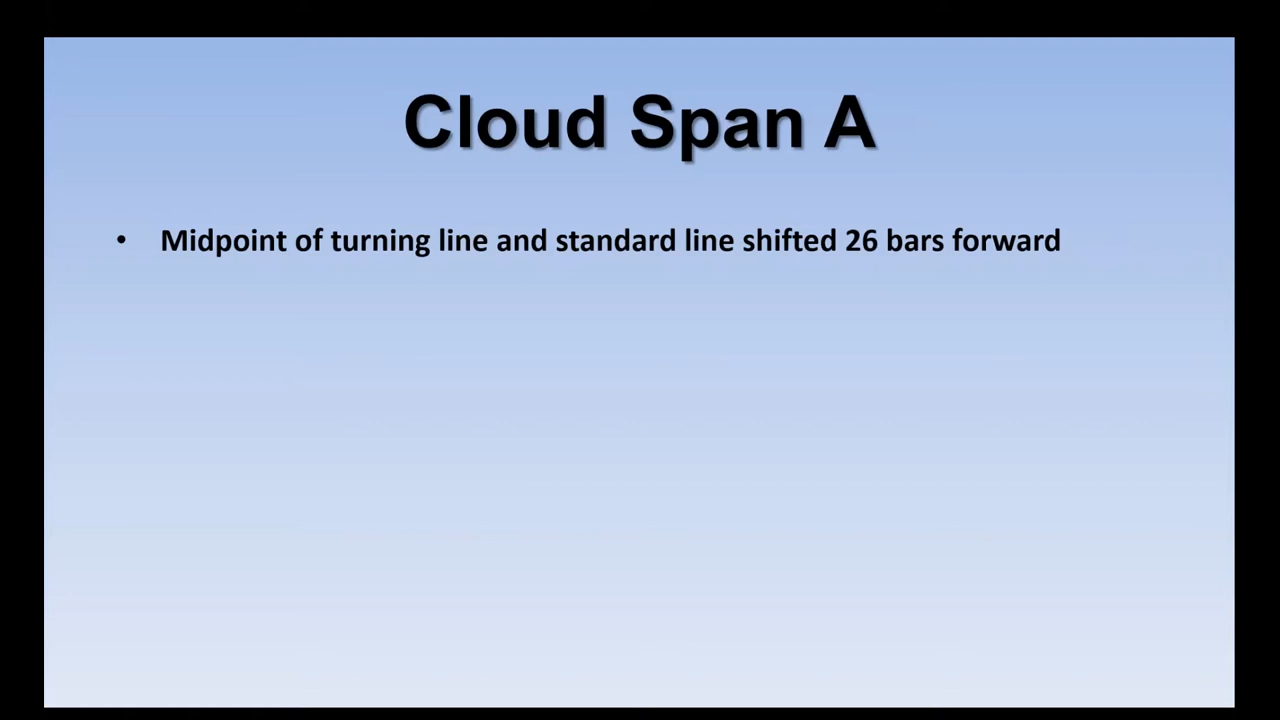 Cloud Span A
• Midpoint of turning line and standard line shifted 26 bars forward